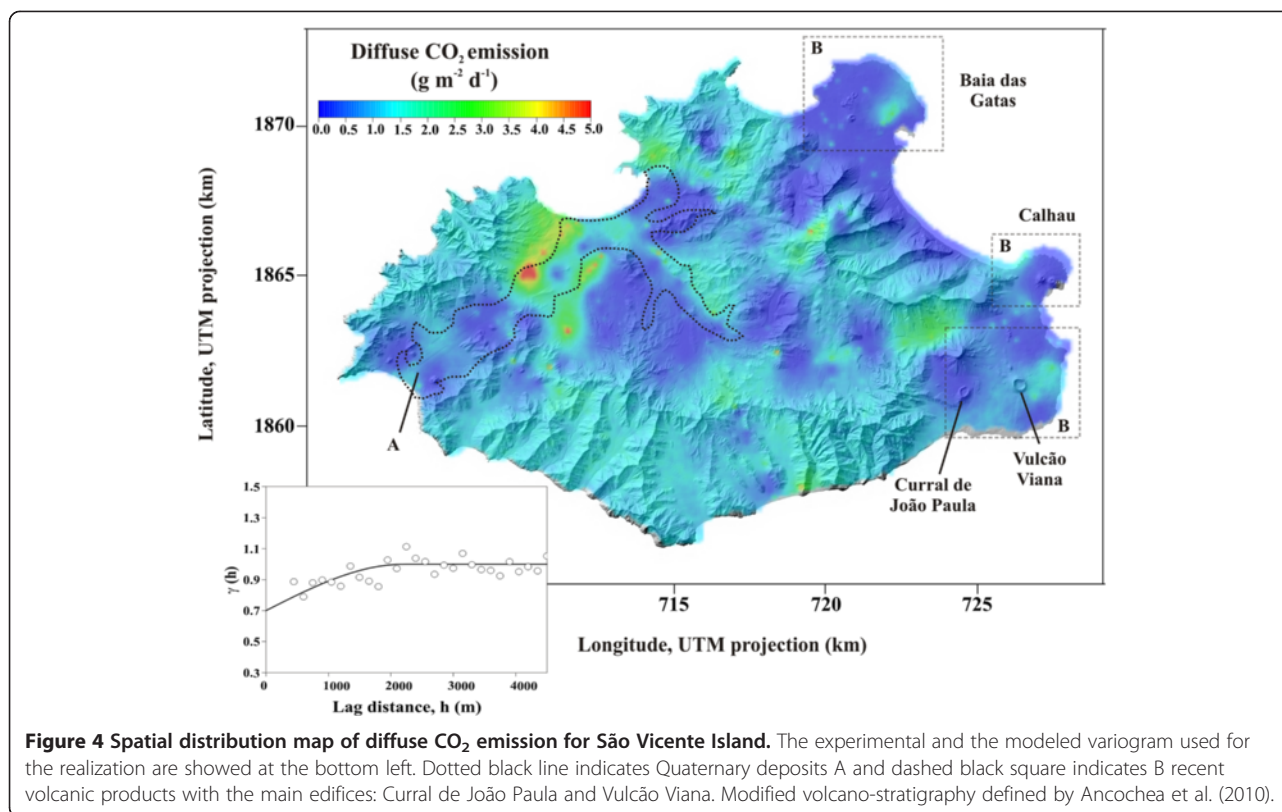 Diffuse CO₂ emission
(g m⁻² d⁻¹)
0.0 0.5 1.0 1.5 2.0 2.5 3.0 3.5 4.0 4.5 5.0
B
Baia das
Gatas
Calhau
B
B
Vulcão
Viana
Curral de
João Paula
A
Latitude, UTM projection (km)
1870
1865
1860
715 720 725
Longitude, UTM projection (km)
γ (h)
1.5
1.3
1.1
0.9
0.7
0.5
0.3
0 1000 2000 3000 4000
Lag distance, h (m)
Figure 4 Spatial distribution map of diffuse CO₂ emission for São Vicente Island. The experimental and the modeled variogram used for
the realization are showed at the bottom left. Dotted black line indicates Quaternary deposits A and dashed black square indicates B recent
volcanic products with the main edifices: Curral de João Paula and Vulcão Viana. Modified volcano-stratigraphy defined by Ancochea et al. (2010).